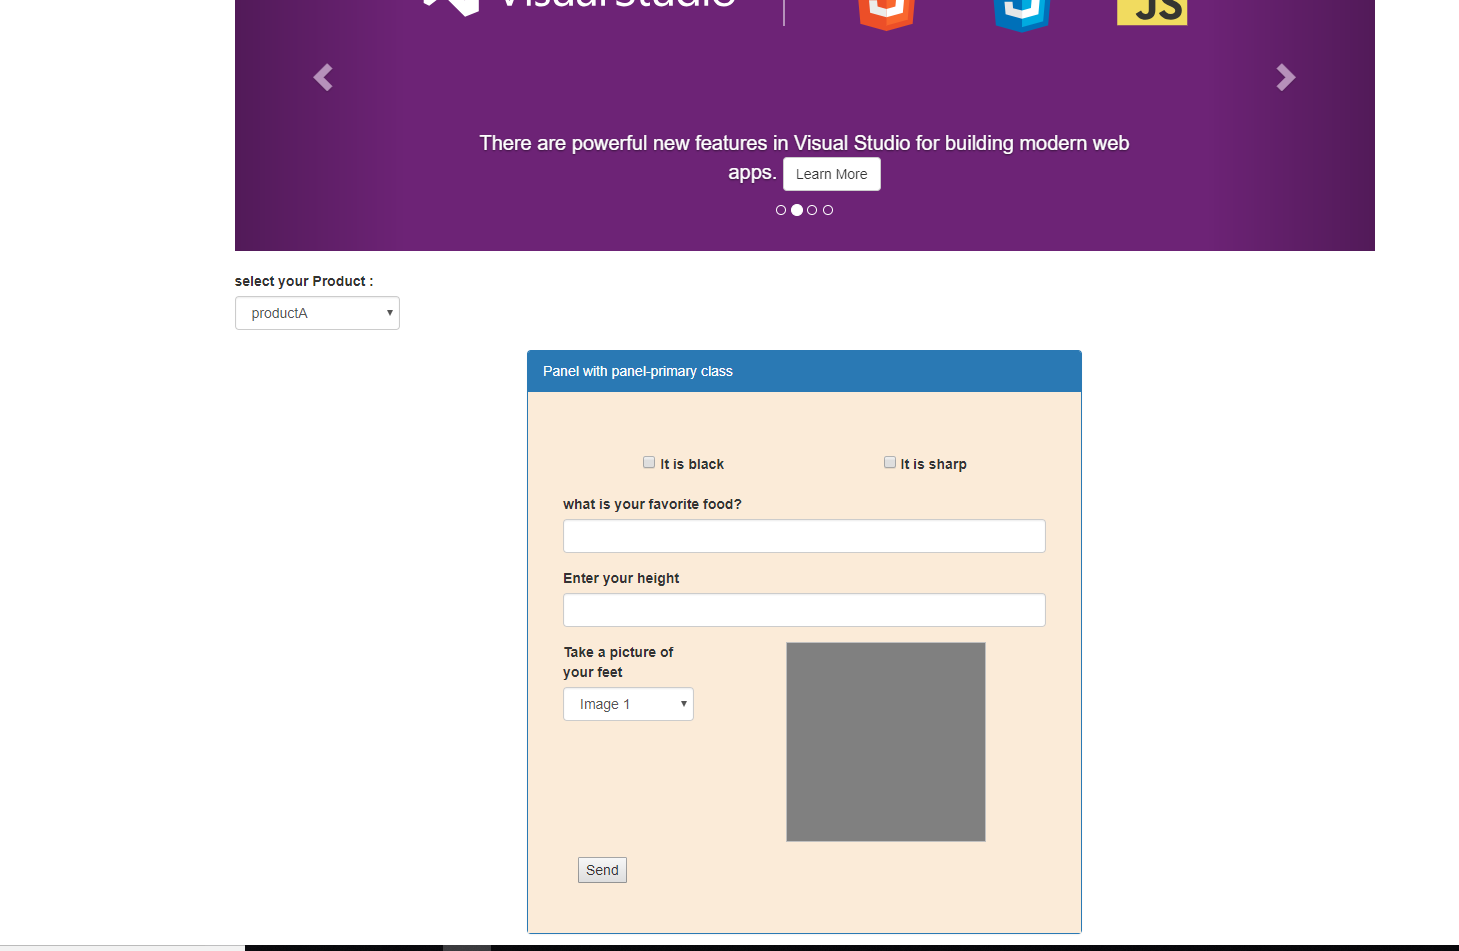 Visual Studio
JS
There are powerful new features in Visual Studio for building modern web
apps. Learn More
select your Product :
productA
Panel with panel-primary class
It is black It is sharp
what is your favorite food?
Enter your height
Take a picture of
your feet
Image 1
Send